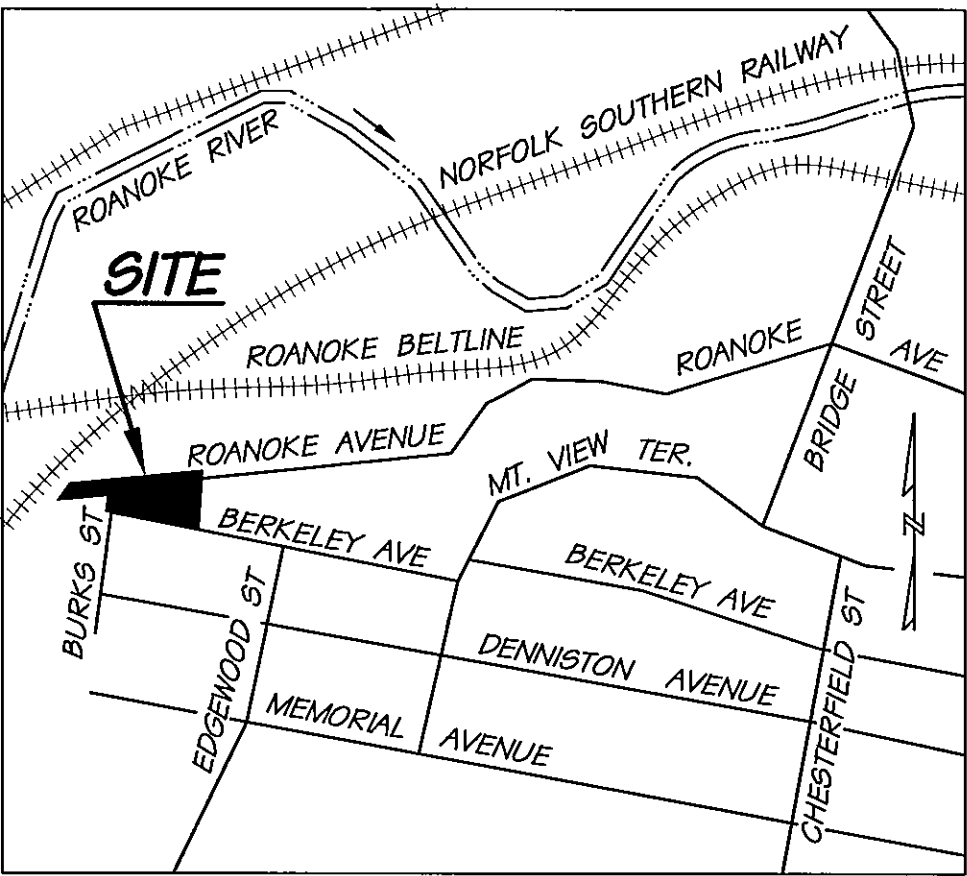 NORFOLK SOUTHERN RAILWAY
ROANOKE RIVER
SITE
ROANOKE BELTLINE
ROANOKE AVE
BRIDGE STREET
ROANOKE AVENUE
MT. VIEW TER.
N
BERKELEY AVE
BERKELEY AVE
BURKS ST
EDGEWOOD ST
DENNISTON AVENUE
MEMORIAL AVENUE
CHESTERFIELD ST